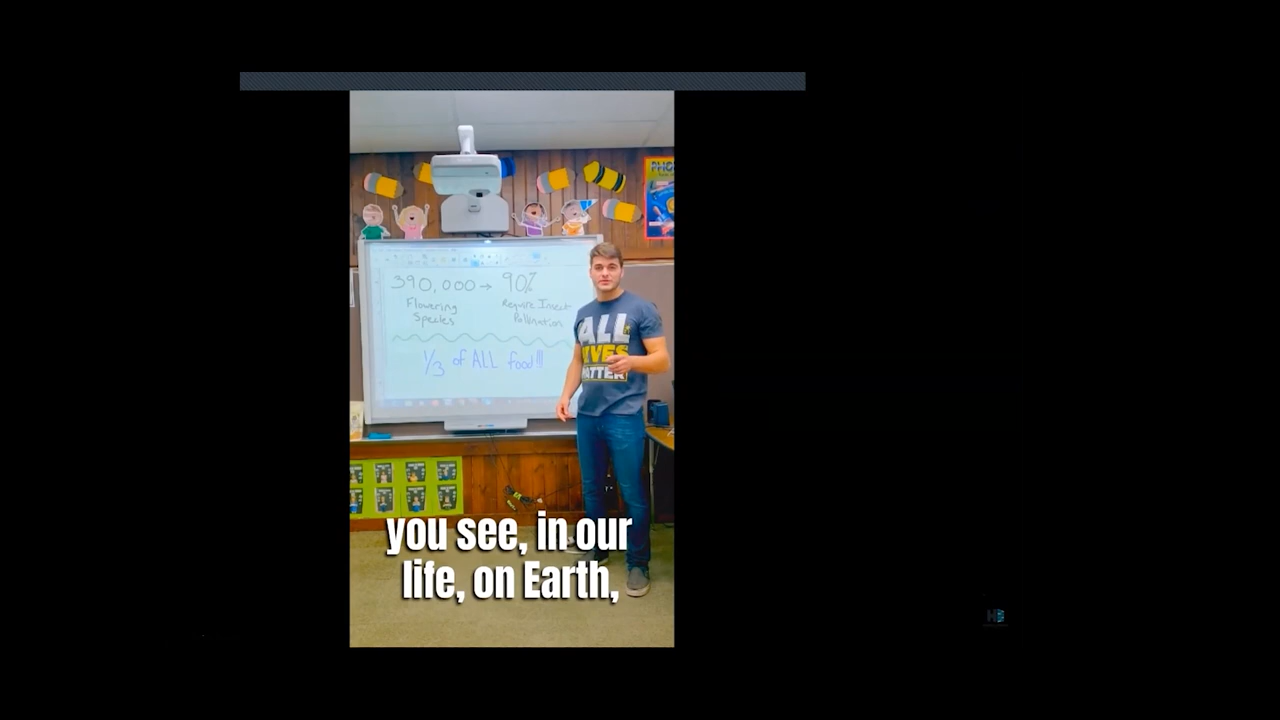 390,000 → 90%
Flowering Species
Require Insect Pollination
1/3 of ALL food!!!
ALL
LIVES
MATTER
you see, in our
life, on Earth,